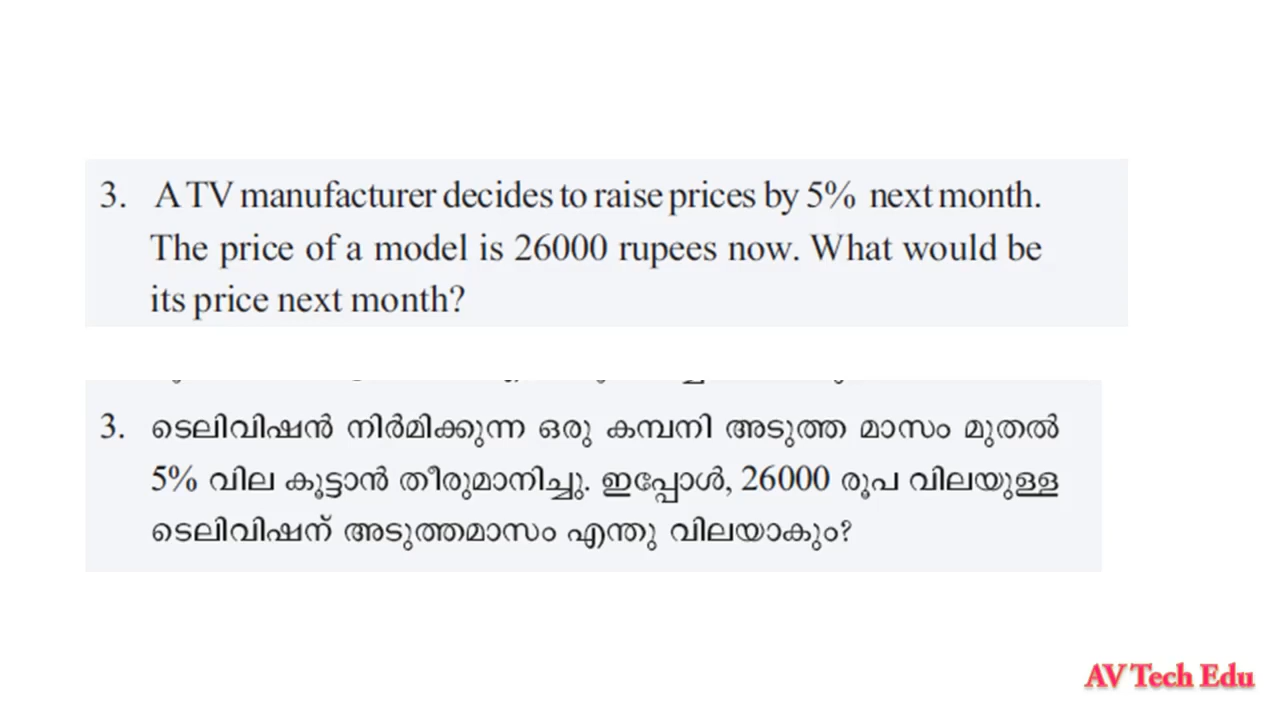 3. A TV manufacturer decides to raise prices by 5% next month.
The price of a model is 26000 rupees now. What would be
its price next month?
3. ടെലിവിഷൻ നിർമിക്കുന്ന ഒരു കമ്പനി അടുത്ത മാസം മുതൽ
5% വില കൂട്ടാൻ തീരുമാനിച്ചു. ഇപ്പോൾ, 26000 രൂപ വിലയുള്ള
ടെലിവിഷന് അടുത്തമാസം എന്തു വിലയാകും?
AV Tech Edu